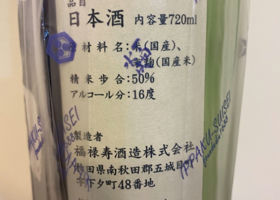 品目
日本酒 内容量720ml
原材料名:米(国産)、
米麹(国産米)
精米歩合:50%
アルコール分:16度
製造者
福禄寿酒造株式会社
秋田県南秋田郡五城目
字下夕町48番地
IPPAKUSUISEI